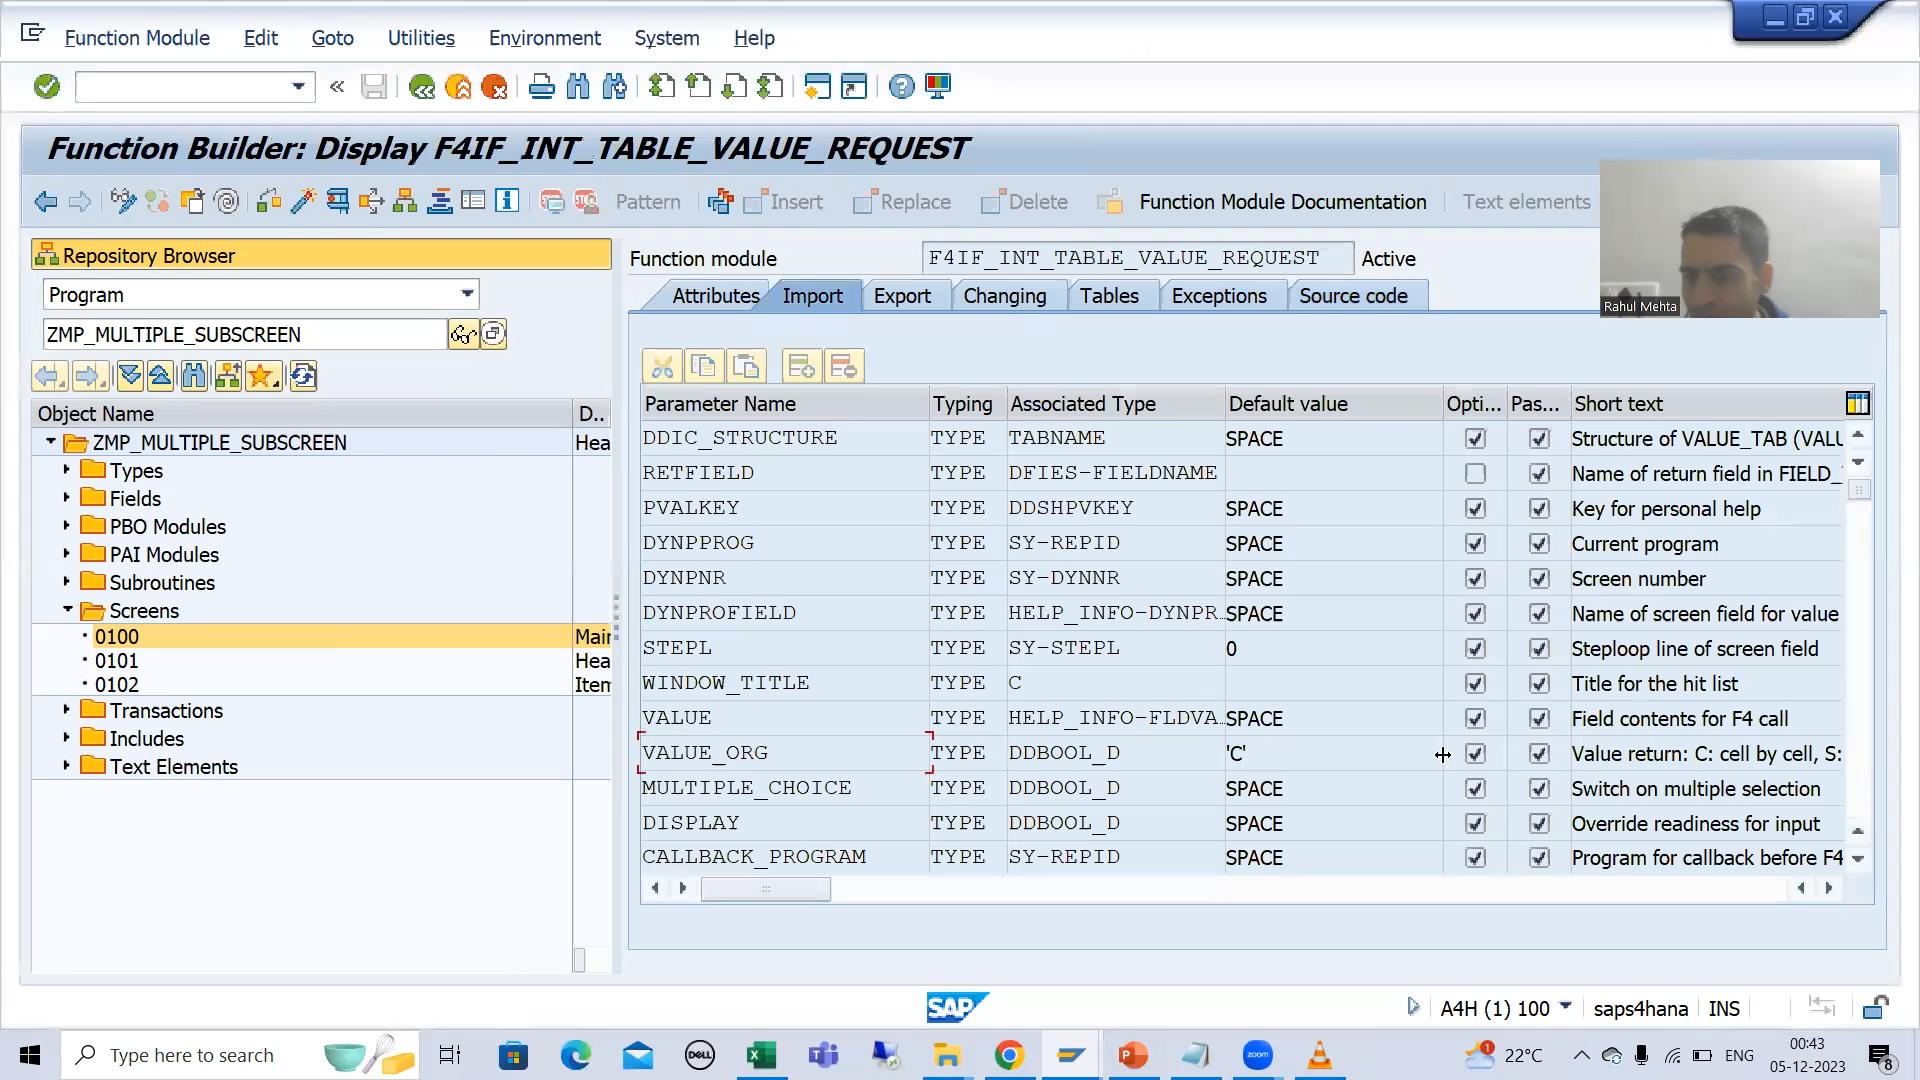 Function Module Edit Goto Utilities Environment System Help
Function Builder: Display F4IF_INT_TABLE_VALUE_REQUEST
Pattern Insert Replace Delete Function Module Documentation Text elements
Rahul Mehta
Repository Browser
Program
ZMP_MULTIPLE_SUBSCREEN
Object Name D..
ZMP_MULTIPLE_SUBSCREEN Hea
Types
Fields
PBO Modules
PAI Modules
Subroutines
Screens
0100 Mair
0101 Hea
0102 Iten
Transactions
Includes
Text Elements
Function module F4IF_INT_TABLE_VALUE_REQUEST Active
Attributes Import Export Changing Tables Exceptions Source code
Parameter Name Typing Associated Type Default value Opti... Pas... Short text
DDIC_STRUCTURE TYPE TABNAME SPACE Structure of VALUE_TAB (VALU
RETFIELD TYPE DFIES-FIELDNAME Name of return field in FIELD_
PVALKEY TYPE DDSHPVKEY SPACE Key for personal help
DYNPPROG TYPE SY-REPID SPACE Current program
DYNPNR TYPE SY-DYNNR SPACE Screen number
DYNPROFIELD TYPE HELP_INFO-DYNPR... SPACE Name of screen field for value
STEPL TYPE SY-STEPL 0 Steploop line of screen field
WINDOW_TITLE TYPE C Title for the hit list
VALUE TYPE HELP_INFO-FLDVA... SPACE Field contents for F4 call
VALUE_ORG TYPE DDBOOL_D 'C' Value return: C: cell by cell, S:
MULTIPLE_CHOICE TYPE DDBOOL_D SPACE Switch on multiple selection
DISPLAY TYPE DDBOOL_D SPACE Override readiness for input
CALLBACK_PROGRAM TYPE SY-REPID SPACE Program for callback before F4
SAP
A4H (1) 100 saps4hana INS
Type here to search
DELL
zoom
1 22°C ENG
00:43
05-12-2023
8